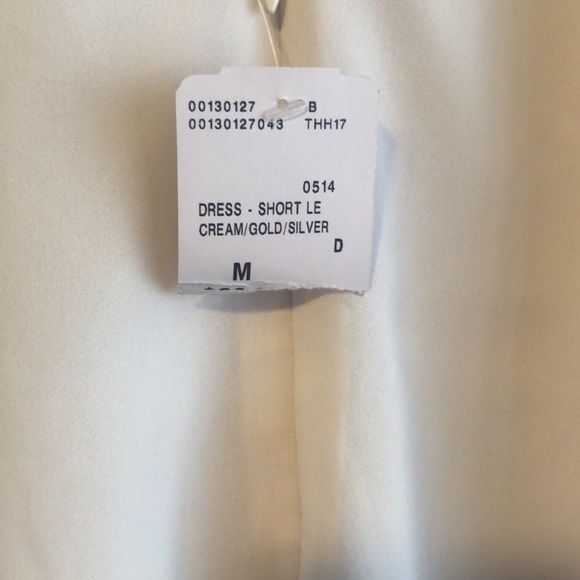 00130127 B
00130127043 THH17
0514
DRESS - SHORT LE
CREAM/GOLD/SILVER
D
M